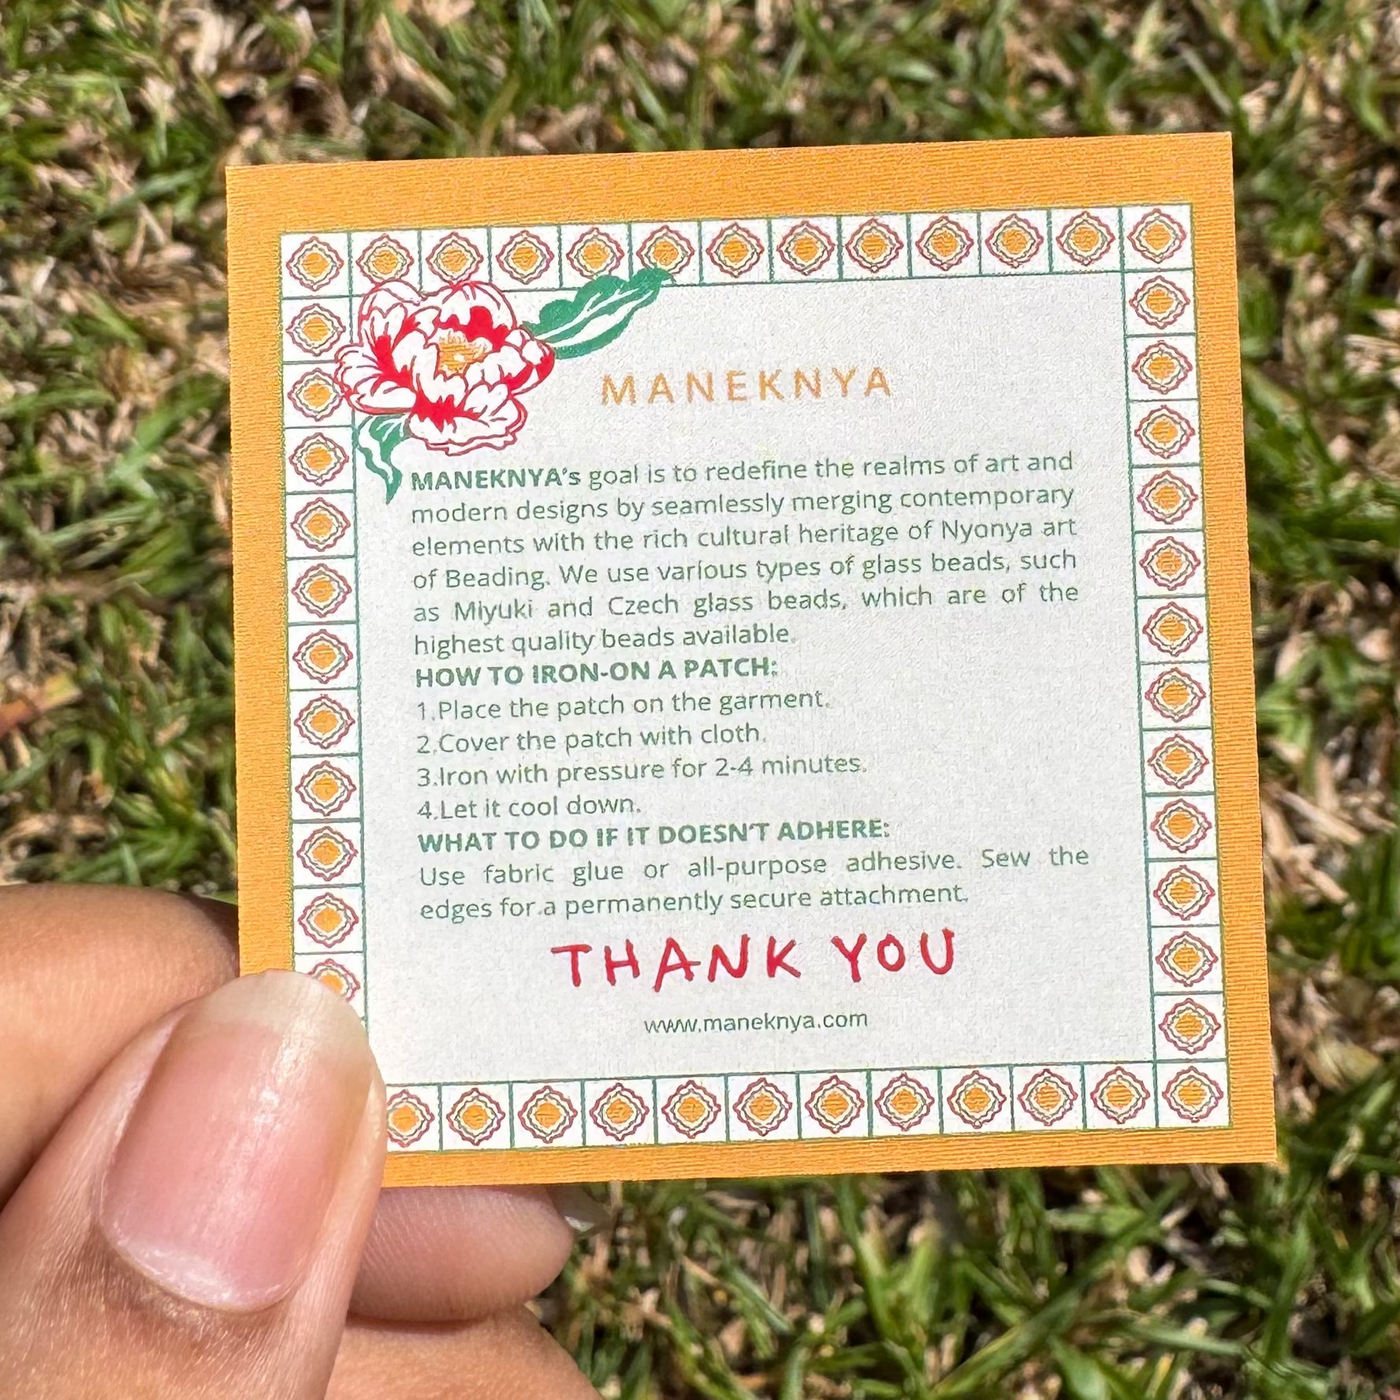 MANEKNYA
MANEKNYA's goal is to redefine the realms of art and
modern designs by seamlessly merging contemporary
elements with the rich cultural heritage of Nyonya art
of Beading. We use various types of glass beads, such
as Miyuki and Czech glass beads, which are of the
highest quality beads available.
HOW TO IRON-ON A PATCH:
1.Place the patch on the garment.
2.Cover the patch with cloth.
3.Iron with pressure for 2-4 minutes.
4.Let it cool down.
WHAT TO DO IF IT DOESN'T ADHERE:
Use fabric glue or all-purpose adhesive. Sew the
edges for a permanently secure attachment.
THANK YOU
www.maneknya.com